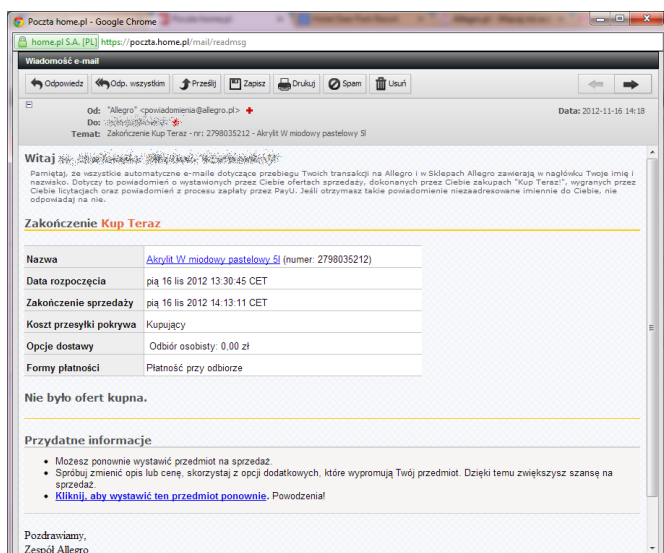 Poczta home.pl - Google Chrome
home.pl S.A. [PL] https://poczta.home.pl/mail/readmsg
Wiadomość e-mail
Odpowiedz Odp. wszystkim Prześlij Zapisz Drukuj Spam Usuń
Od: "Allegro" <powiadomienia@allegro.pl>
Data: 2012-11-16 14:18
Do:
Temat: Zakończenie Kup Teraz - nr: 2798035212 - Akrylit W miodowy pastelowy 5l
Witaj
Pamiętaj, że wszystkie automatyczne e-maile dotyczące przebiegu Twoich transakcji na Allegro i w Sklepach Allegro zawierają w nagłówku Twoje imię i
nazwisko. Dotyczy to powiadomień o wystawionych przez Ciebie ofertach sprzedaży, dokonanych przez Ciebie zakupach "Kup Teraz!", wygranych przez
Ciebie licytacjach oraz powiadomień z procesu zapłaty przez PayU. Jeśli otrzymasz takie powiadomienie niezaadresowane imiennie do Ciebie, nie
odpowiadaj na nie.
Zakończenie Kup Teraz
Nazwa Akrylit W miodowy pastelowy 5l (numer: 2798035212)
Data rozpoczęcia pią 16 lis 2012 13:30:45 CET
Zakończenie sprzedaży pią 16 lis 2012 14:13:11 CET
Koszt przesyłki pokrywa Kupujący
Opcje dostawy Odbiór osobisty: 0,00 zł
Formy płatności Płatność przy odbiorze
Nie było ofert kupna.
Przydatne informacje
Możesz ponownie wystawić przedmiot na sprzedaż.
Spróbuj zmienić opis lub cenę, skorzystaj z opcji dodatkowych, które wypromują Twój przedmiot. Dzięki temu zwiększysz szansę na
sprzedaż.
Kliknij, aby wystawić ten przedmiot ponownie. Powodzenia!
Pozdrawiamy,
Zespół Allegro